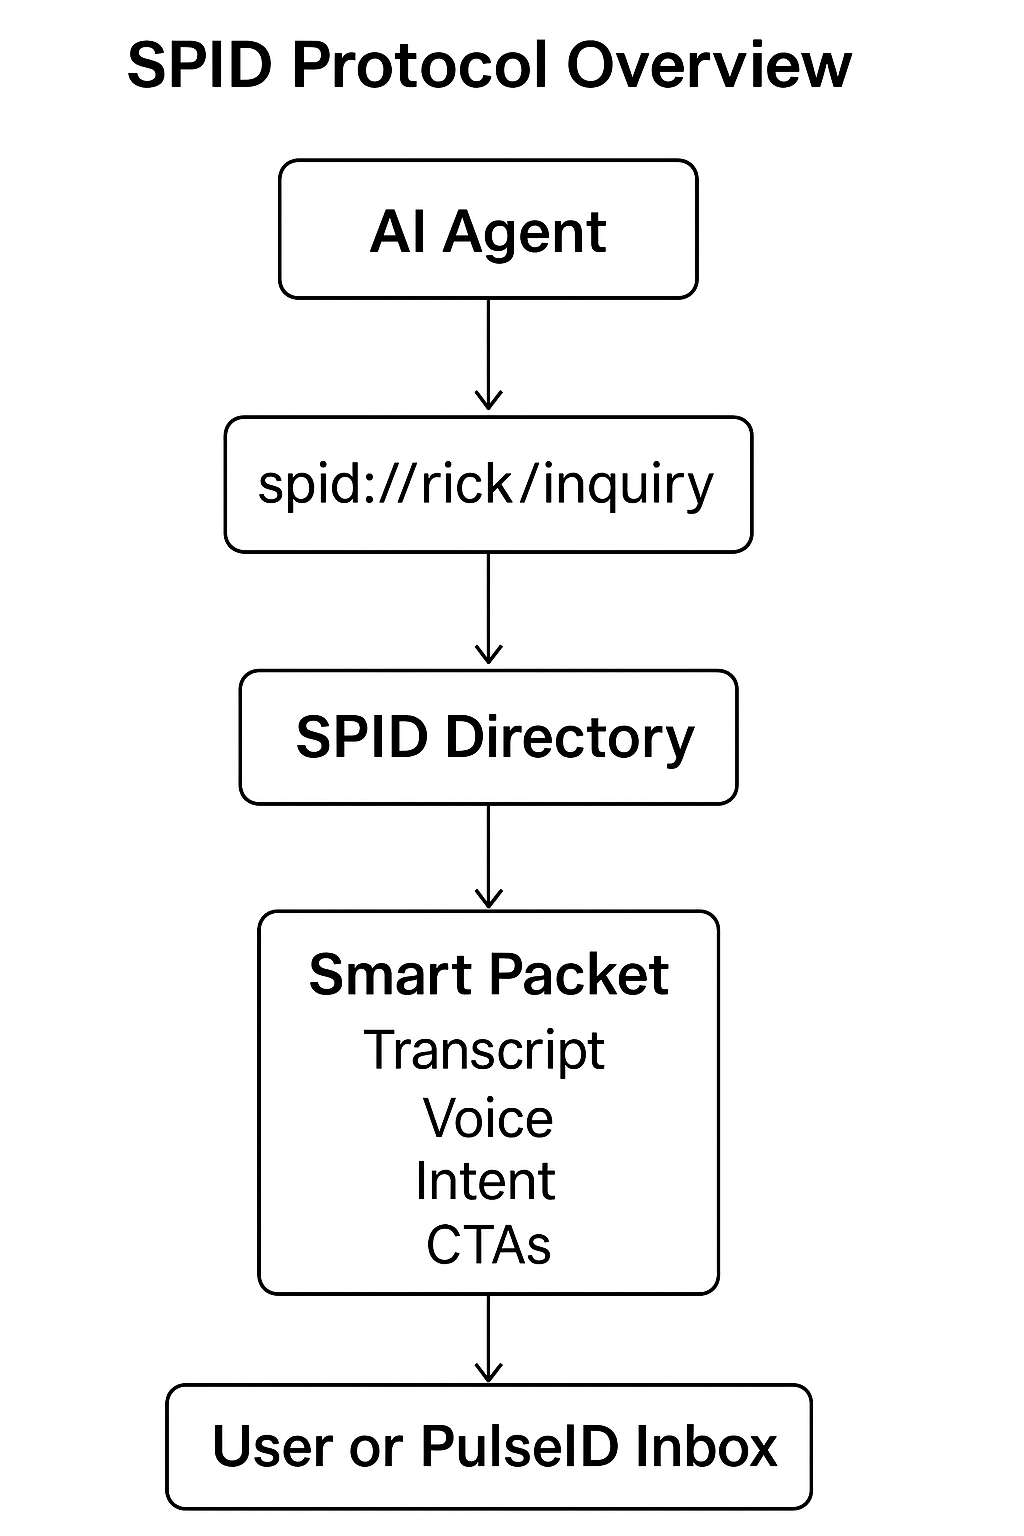 SPID Protocol Overview
AI Agent
spid://rick/inquiry
SPID Directory
Smart Packet
Transcript
Voice
Intent
CTAs
User or PulseID Inbox